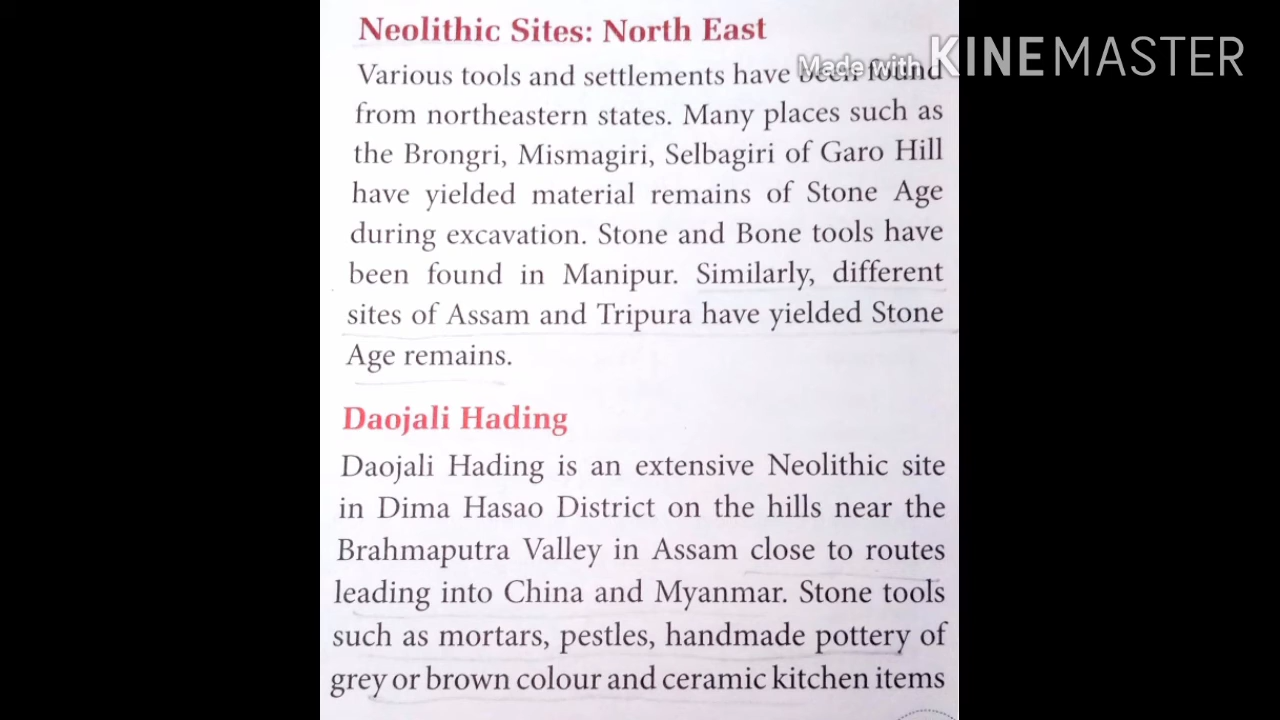 Neolithic Sites: North East
Made with KINEMASTER
Various tools and settlements have been found
from northeastern states. Many places such as
the Brongri, Mismagiri, Selbagiri of Garo Hill
have yielded material remains of Stone Age
during excavation. Stone and Bone tools have
been found in Manipur. Similarly, different
sites of Assam and Tripura have yielded Stone
Age remains.
Daojali Hading
Daojali Hading is an extensive Neolithic site
in Dima Hasao District on the hills near the
Brahmaputra Valley in Assam close to routes
leading into China and Myanmar. Stone tools
such as mortars, pestles, handmade pottery of
grey or brown colour and ceramic kitchen items